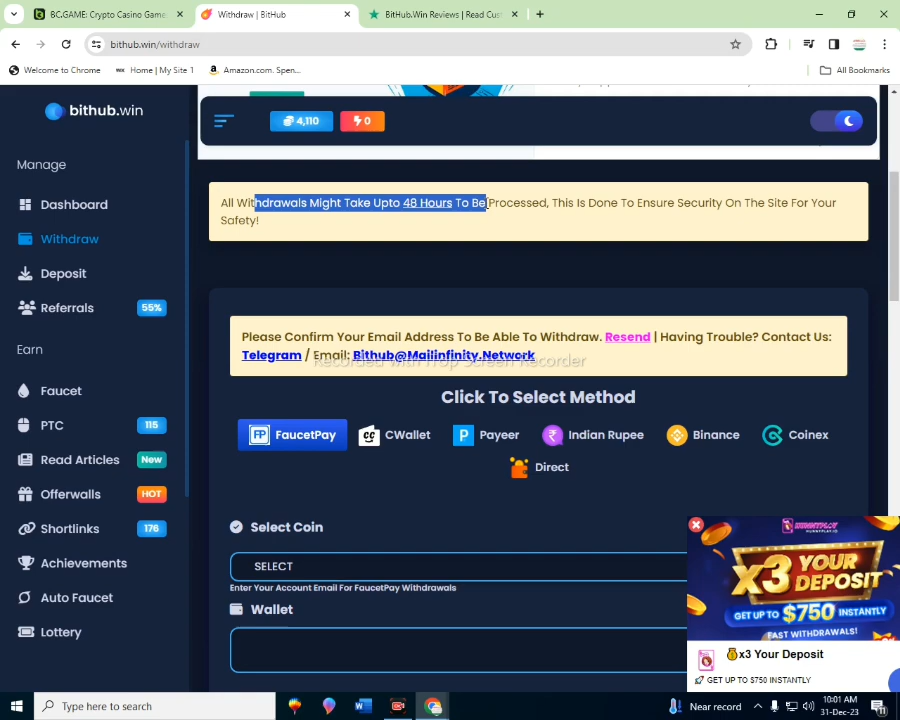 BC.GAME: Crypto Casino Game
Withdraw | BitHub
BitHub.Win Reviews | Read Cus
bithub.win/withdraw
Welcome to Chrome
Home | My Site 1
Amazon.com. Spen...
All Bookmarks
bithub.win
4,110
0
Manage
Dashboard
Withdraw
Deposit
Referrals 55%
Earn
Faucet
PTC 115
Read Articles New
Offerwalls HOT
Shortlinks 176
Achievements
Auto Faucet
Lottery
All Withdrawals Might Take Upto 48 Hours To Be Processed, This Is Done To Ensure Security On The Site For Your
Safety!
Please Confirm Your Email Address To Be Able To Withdraw. Resend | Having Trouble? Contact Us:
Telegram / Email: Bithub@Mailinfinity.Network
Recorded with iTop Screen Recorder
Click To Select Method
FaucetPay CWallet Payeer Indian Rupee Binance Coinex
Direct
Select Coin
SELECT
Enter Your Account Email For FaucetPay Withdrawals
Wallet
HUNNYPLAY
x3 YOUR
DEPOSIT
GET UP TO $750 INSTANTLY
FAST WITHDRAWALS!
x3 Your Deposit
GET UP TO $750 INSTANTLY
Type here to search
Near record
10:01 AM
31-Dec-23
11